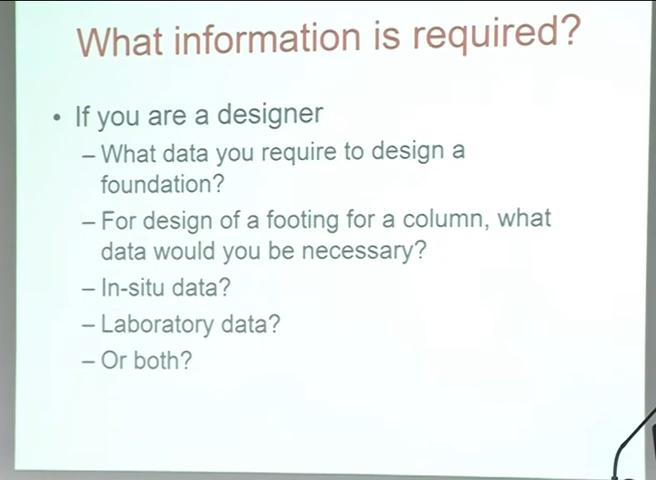 What information is required?
• If you are a designer
– What data you require to design a
foundation?
– For design of a footing for a column, what
data would you be necessary?
– In-situ data?
– Laboratory data?
– Or both?